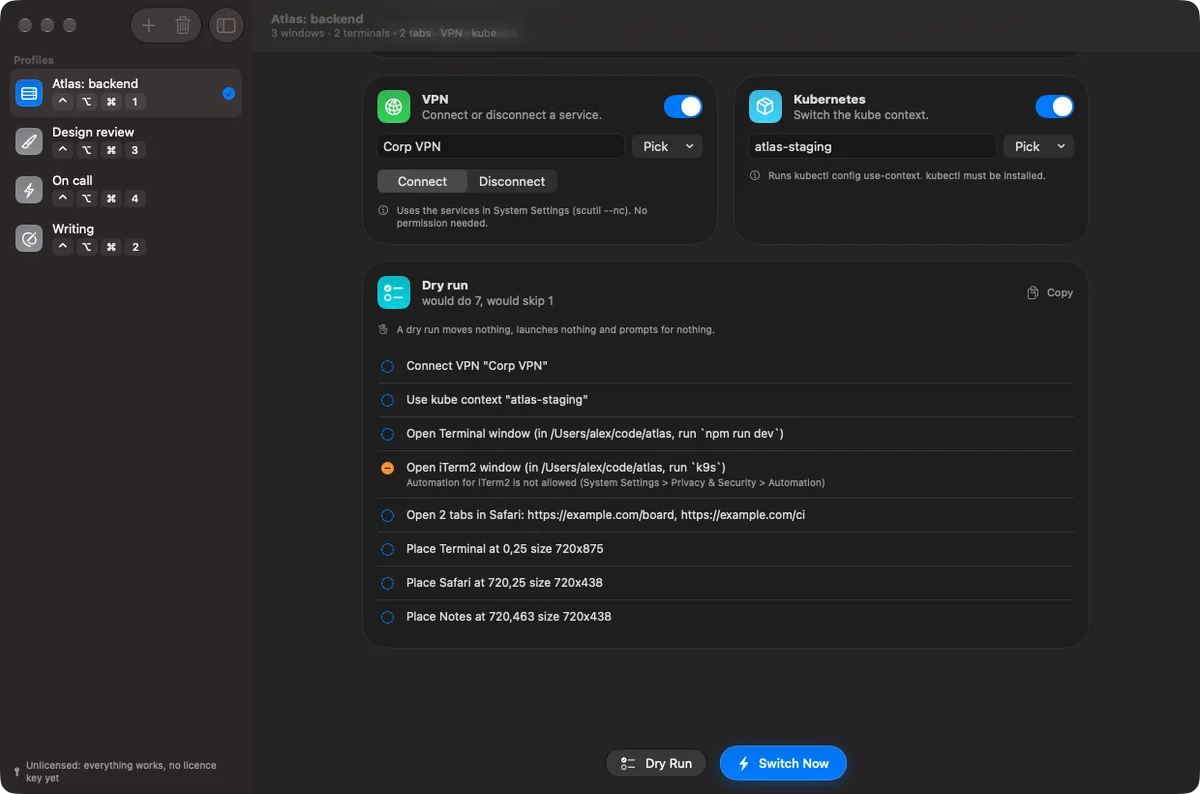 Atlas: backend
3 windows · 2 terminals · 2 tabs · VPN · kube
Profiles
Atlas: backend
^ ⌥ ⌘ 1
Design review
^ ⌥ ⌘ 3
On call
^ ⌥ ⌘ 4
Writing
^ ⌥ ⌘ 2
Unlicensed: everything works, no licence
key yet
VPN
Connect or disconnect a service.
Corp VPN
Pick
Connect
Disconnect
Uses the services in System Settings (scutil --nc). No
permission needed.
Kubernetes
Switch the kube context.
atlas-staging
Pick
Runs kubectl config use-context. kubectl must be installed.
Dry run
would do 7, would skip 1
Copy
A dry run moves nothing, launches nothing and prompts for nothing.
Connect VPN "Corp VPN"
Use kube context "atlas-staging"
Open Terminal window (in /Users/alex/code/atlas, run `npm run dev`)
Open iTerm2 window (in /Users/alex/code/atlas, run `k9s`)
Automation for iTerm2 is not allowed (System Settings > Privacy & Security > Automation)
Open 2 tabs in Safari: https://example.com/board, https://example.com/ci
Place Terminal at 0,25 size 720x875
Place Safari at 720,25 size 720x438
Place Notes at 720,463 size 720x438
Dry Run
Switch Now